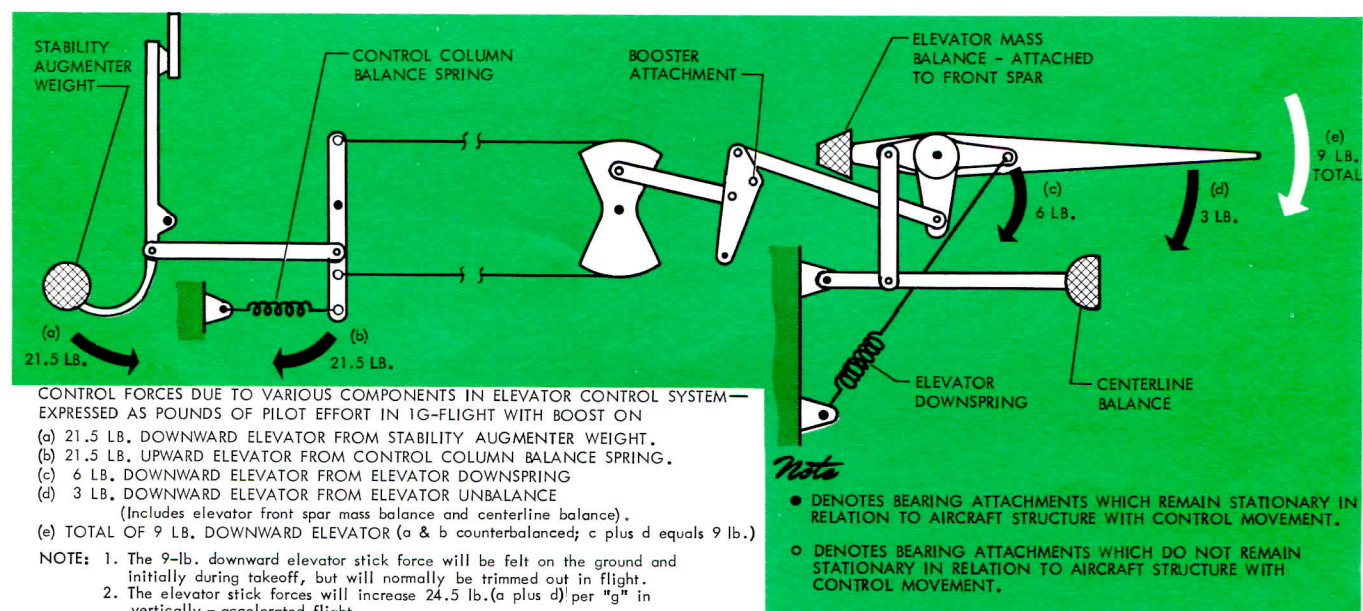 STABILITY
AUGMENTER
WEIGHT
CONTROL COLUMN
BALANCE SPRING
BOOSTER
ATTACHMENT
ELEVATOR MASS
BALANCE - ATTACHED
TO FRONT SPAR
(e)
9 LB.
TOTAL
(c)
6 LB.
(d)
3 LB.
(a)
21.5 LB.
(b)
21.5 LB.
ELEVATOR
DOWNSPRING
CENTERLINE
BALANCE
CONTROL FORCES DUE TO VARIOUS COMPONENTS IN ELEVATOR CONTROL SYSTEM—
EXPRESSED AS POUNDS OF PILOT EFFORT IN 1G-FLIGHT WITH BOOST ON
(a) 21.5 LB. DOWNWARD ELEVATOR FROM STABILITY AUGMENTER WEIGHT.
(b) 21.5 LB. UPWARD ELEVATOR FROM CONTROL COLUMN BALANCE SPRING.
(c) 6 LB. DOWNWARD ELEVATOR FROM ELEVATOR DOWNSPRING
(d) 3 LB. DOWNWARD ELEVATOR FROM ELEVATOR UNBALANCE
(Includes elevator front spar mass balance and centerline balance).
(e) TOTAL OF 9 LB. DOWNWARD ELEVATOR (a & b counterbalanced; c plus d equals 9 lb.)
NOTE: 1. The 9-lb. downward elevator stick force will be felt on the ground and
initially during takeoff, but will normally be trimmed out in flight.
2. The elevator stick forces will increase 24.5 lb.(a plus d) per "g" in
vertically - accelerated flight
Note
● DENOTES BEARING ATTACHMENTS WHICH REMAIN STATIONARY IN
RELATION TO AIRCRAFT STRUCTURE WITH CONTROL MOVEMENT.
○ DENOTES BEARING ATTACHMENTS WHICH DO NOT REMAIN
STATIONARY IN RELATION TO AIRCRAFT STRUCTURE WITH
CONTROL MOVEMENT.